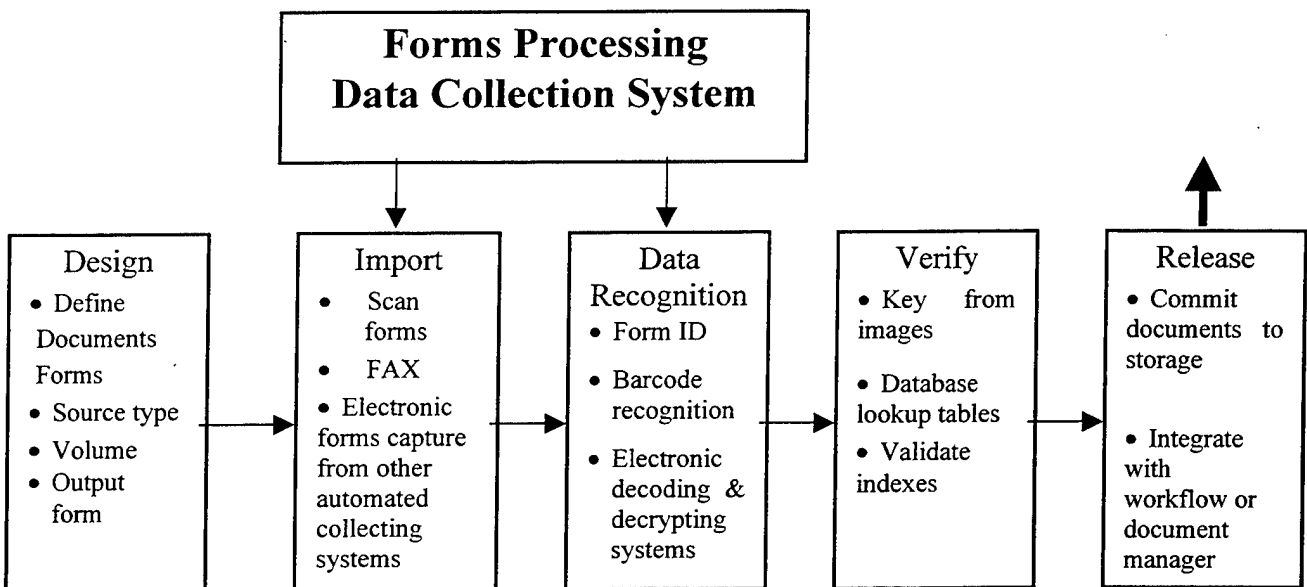 Forms Processing
Data Collection System
Design
• Define
Documents
Forms
• Source type
• Volume
• Output
form
Import
• Scan
forms
• FAX
• Electronic
forms capture
from other
automated
collecting
systems
Data
Recognition
• Form ID
• Barcode
recognition
• Electronic
decoding &
decrypting
systems
Verify
• Key from
images
• Database
lookup tables
• Validate
indexes
Release
• Commit
documents to
storage
• Integrate
with
workflow or
document
manager